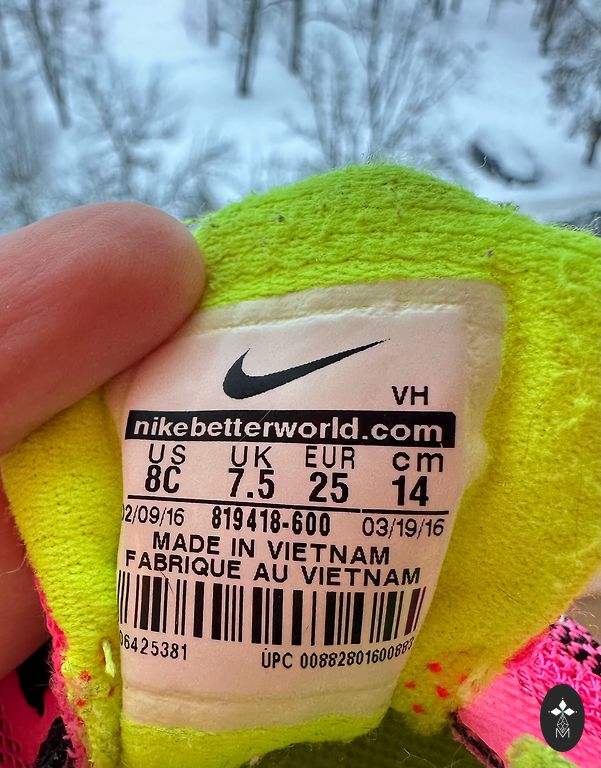 VH
nikebetterworld.com
US UK EUR cm
8C 7.5 25 14
02/09/16 819418-600 03/19/16
MADE IN VIETNAM
FABRIQUE AU VIETNAM
06425381 UPC 00882801600883
M